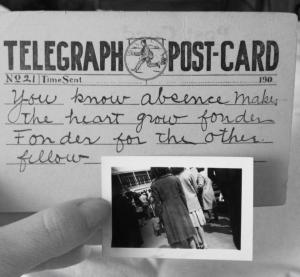 TELEGRAPH POST-CARD
No 21 Time Sent 190
You know absence makes
the heart grow fonder
Fonder for the other
fellow